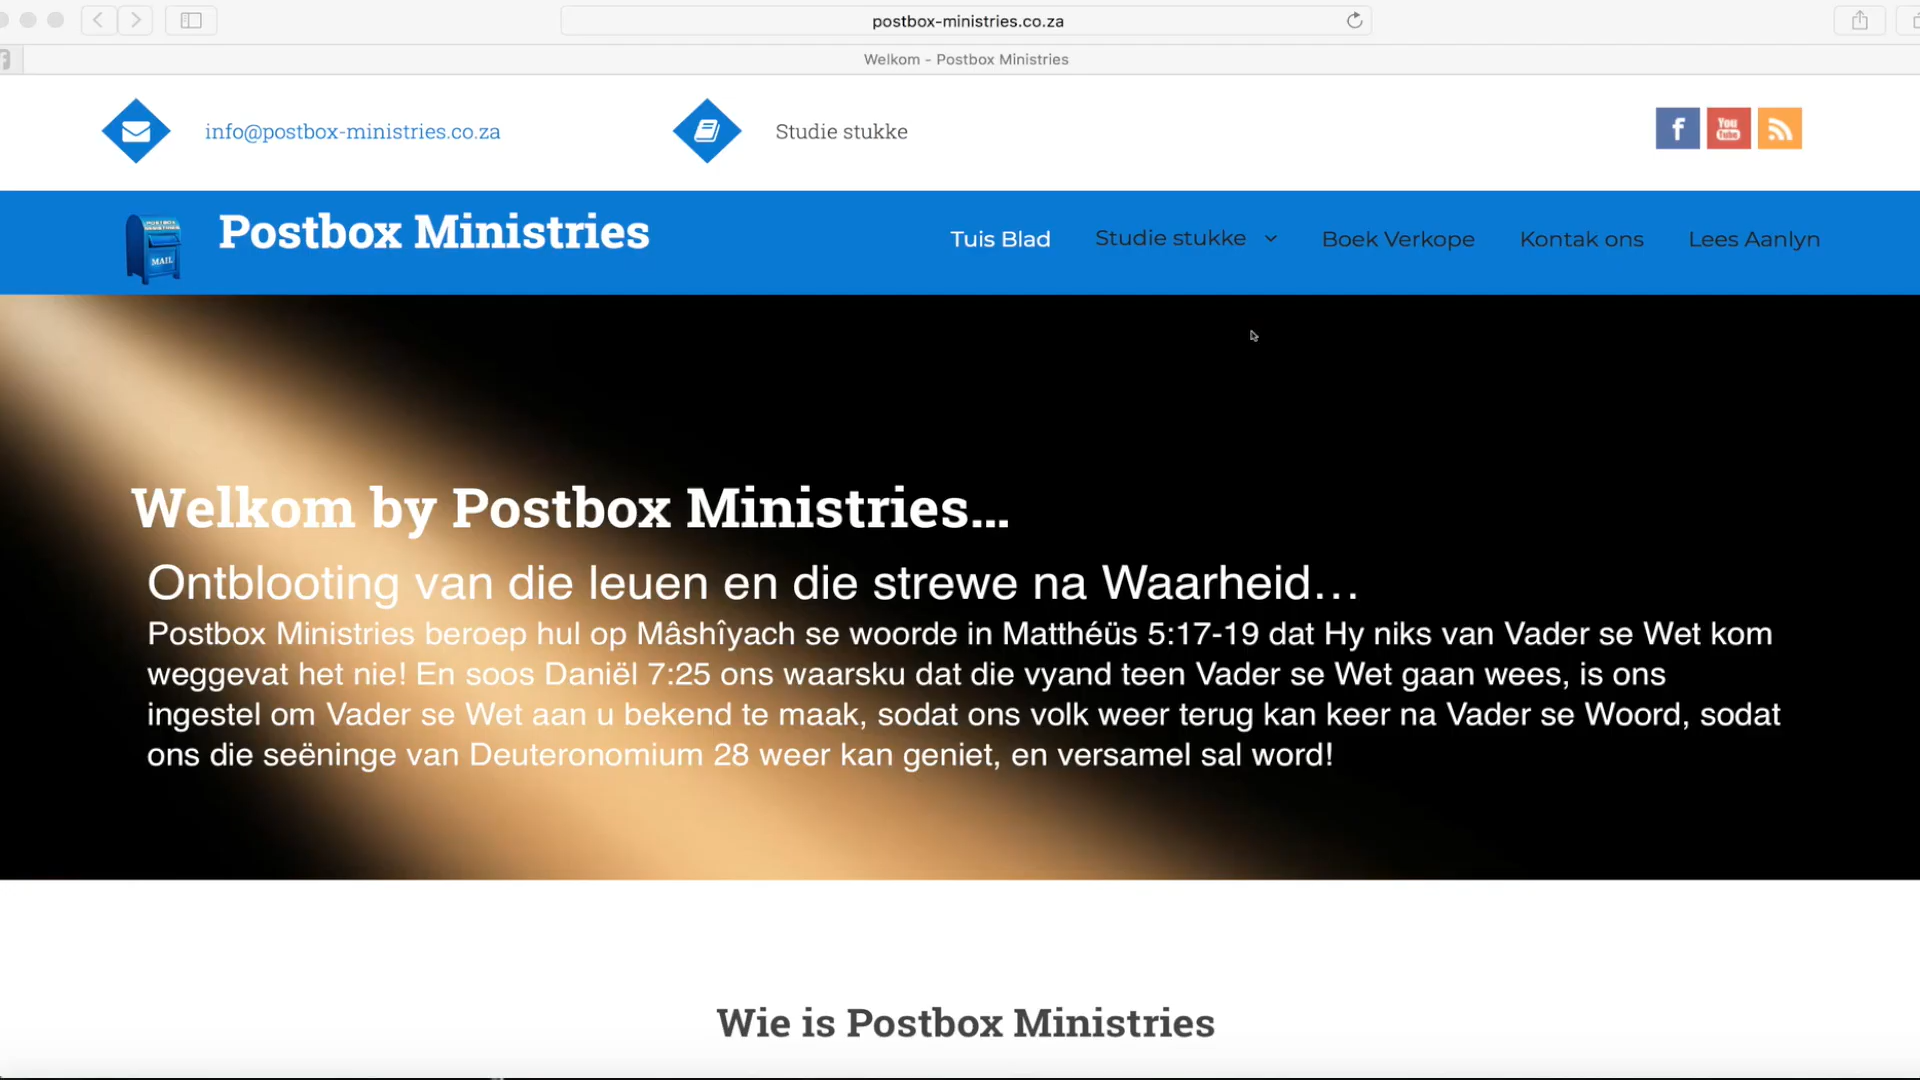 postbox-ministries.co.za
Welkom - Postbox Ministries
info@postbox-ministries.co.za
Studie stukke
f
You
Tube
POSTBOX
MINISTRIES
MAIL
Postbox Ministries
Tuis Blad
Studie stukke
Boek Verkope
Kontak ons
Lees Aanlyn
Welkom by Postbox Ministries...
Ontblooting van die leuen en die strewe na Waarheid...
Postbox Ministries beroep hul op Mâshîyach se woorde in Matthéüs 5:17-19 dat Hy niks van Vader se Wet kom
weggevat het nie! En soos Daniël 7:25 ons waarsku dat die vyand teen Vader se Wet gaan wees, is ons
ingestel om Vader se Wet aan u bekend te maak, sodat ons volk weer terug kan keer na Vader se Woord, sodat
ons die seëninge van Deuteronomium 28 weer kan geniet, en versamel sal word!
Wie is Postbox Ministries